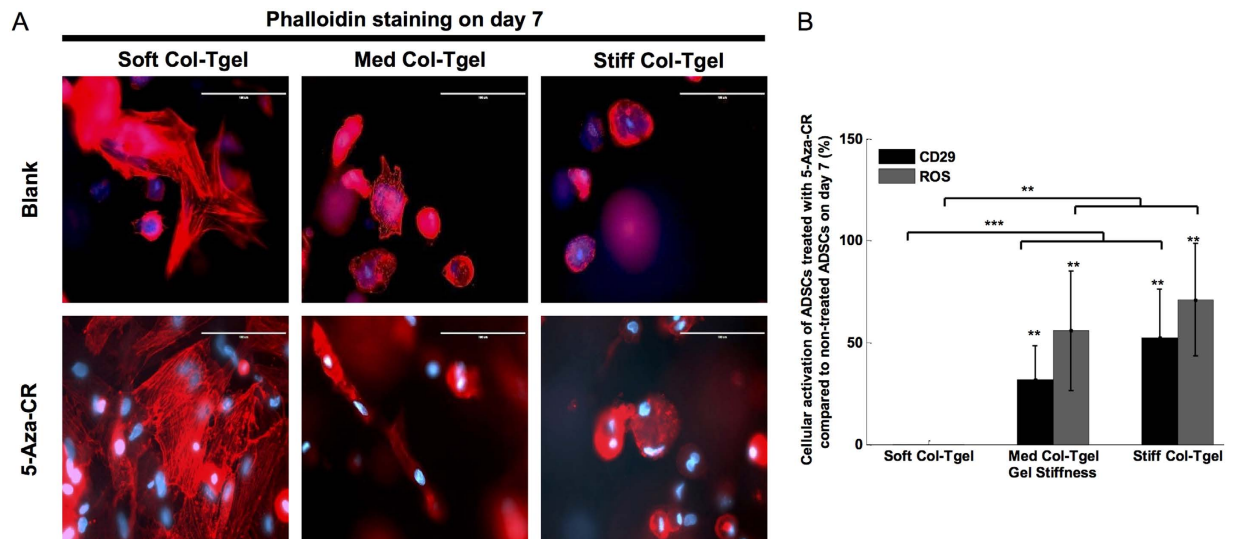 A
Phalloidin staining on day 7
Soft Col-Tgel
Med Col-Tgel
Stiff Col-Tgel
Blank
5-Aza-CR
B
Cellular activation of ADSCs treated with 5-Aza-CR
compared to non-treated ADSCs on day 7 (%)
150
100
50
0
CD29
ROS
**
***
**
**
**
**
Soft Col-Tgel
Med Col-Tgel
Stiff Col-Tgel
Gel Stiffness